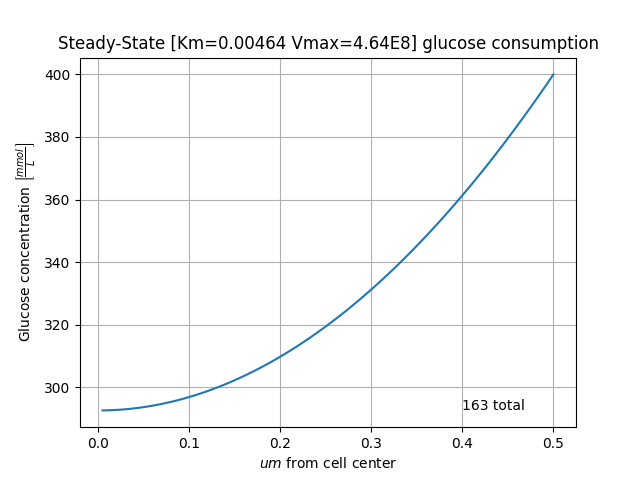 Steady-State [Km=0.00464 Vmax=4.64E8] glucose consumption
400
380
360
340
320
300
Glucose concentration [mmol/L]
163 total
0.0 0.1 0.2 0.3 0.4 0.5
um from cell center